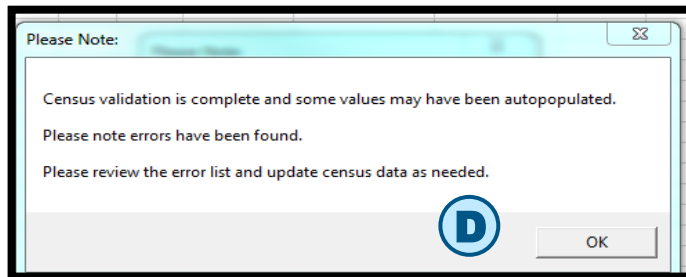 Please Note:
Census validation is complete and some values may have been autopopulated.
Please note errors have been found.
Please review the error list and update census data as needed.
D
OK